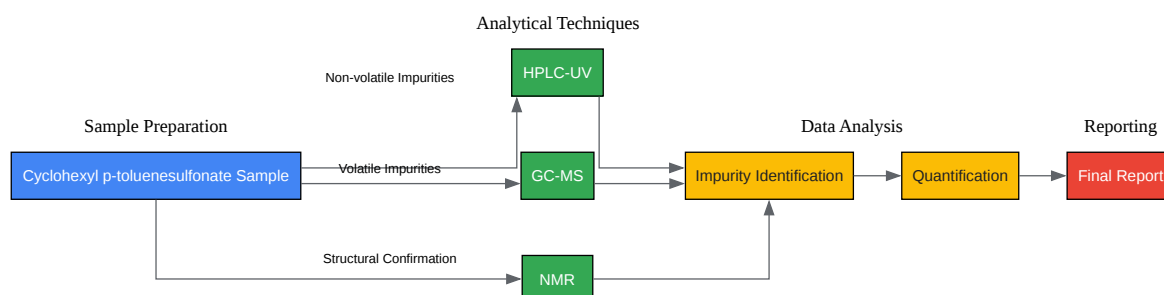 Analytical Techniques
Non-volatile Impurities
HPLC-UV
Sample Preparation
Data Analysis
Reporting
Cyclohexyl p-toluenesulfonate Sample
Volatile Impurities
GC-MS
Impurity Identification
Quantification
Final Report
Structural Confirmation
NMR